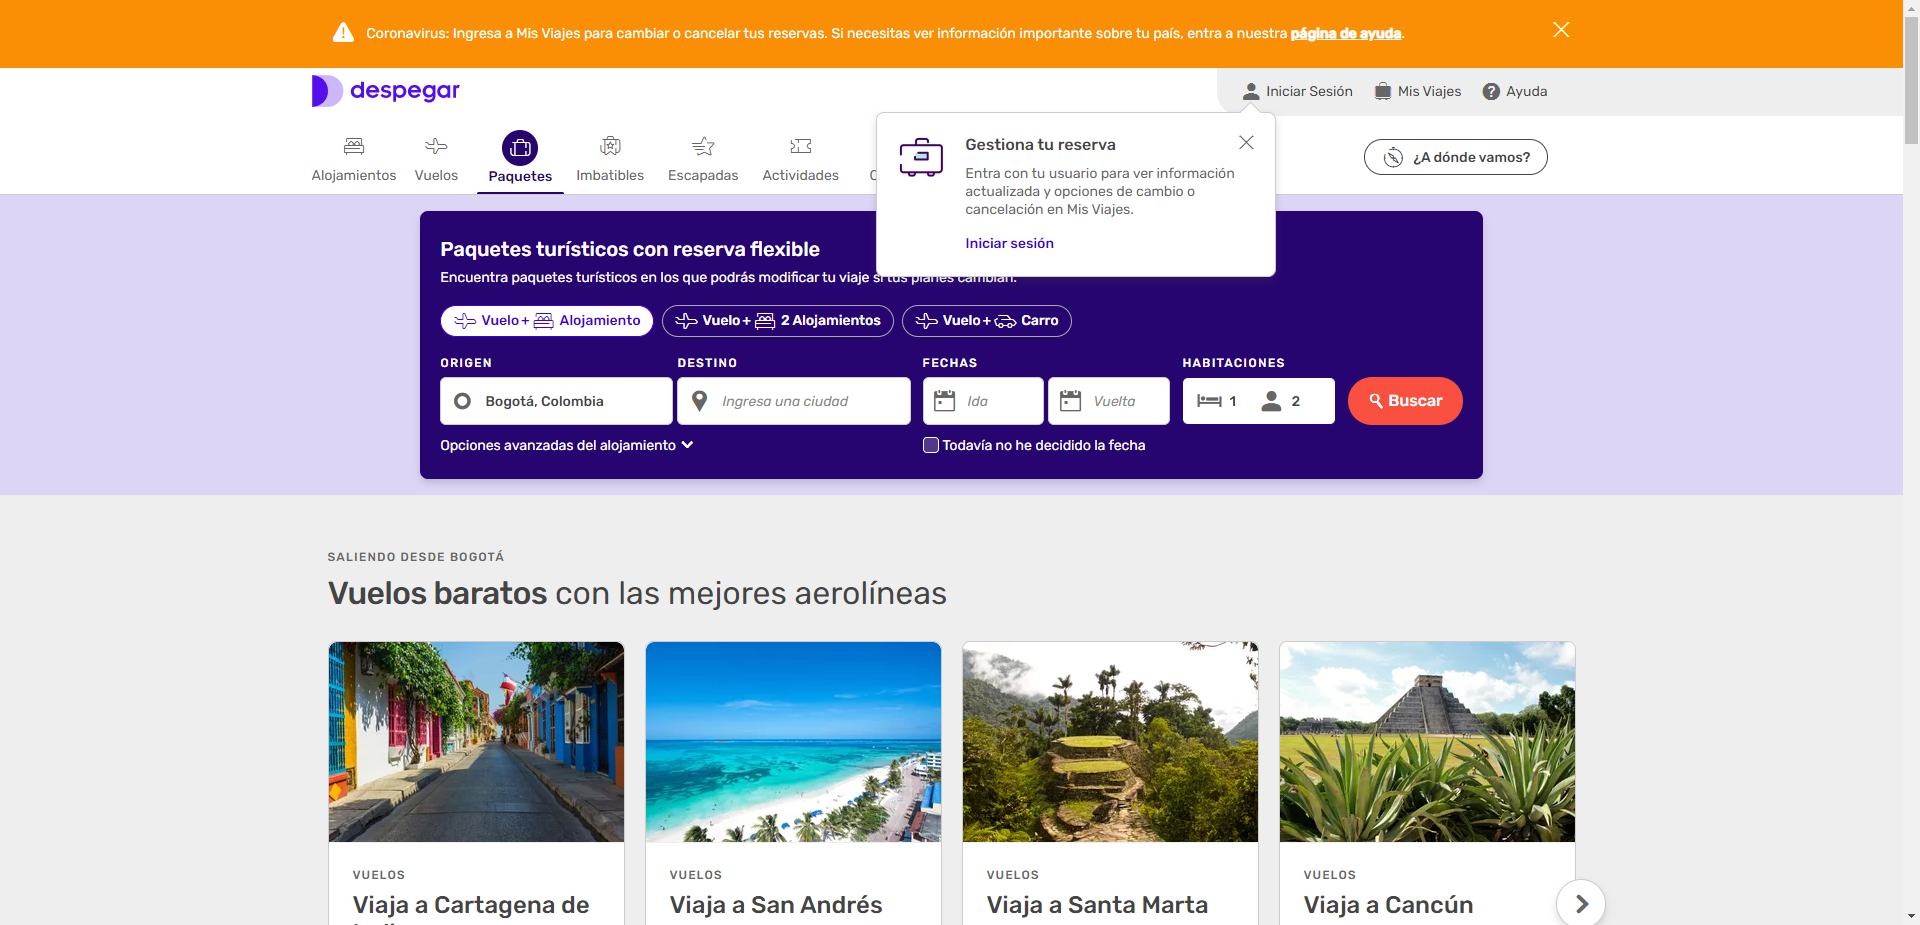 Coronavirus: Ingresa a Mis Viajes para cambiar o cancelar tus reservas. Si necesitas ver información importante sobre tu país, entra a nuestra página de ayuda.
despegar
Iniciar Sesión
Mis Viajes
Ayuda
Alojamientos
Vuelos
Paquetes
Imbatibles
Escapadas
Actividades
¿A dónde vamos?
Gestiona tu reserva
Entra con tu usuario para ver información
actualizada y opciones de cambio o
cancelación en Mis Viajes.
Iniciar sesión
Paquetes turísticos con reserva flexible
Encuentra paquetes turísticos en los que podrás modificar tu viaje si tus planes cambian.
Vuelo + Alojamiento
Vuelo + 2 Alojamientos
Vuelo + Carro
ORIGEN
DESTINO
FECHAS
HABITACIONES
Bogotá, Colombia
Ingresa una ciudad
Ida
Vuelta
1
2
Buscar
Opciones avanzadas del alojamiento
Todavía no he decidido la fecha
SALIENDO DESDE BOGOTÁ
Vuelos baratos con las mejores aerolíneas
VUELOS
Viaja a Cartagena de
VUELOS
Viaja a San Andrés
VUELOS
Viaja a Santa Marta
VUELOS
Viaja a Cancún